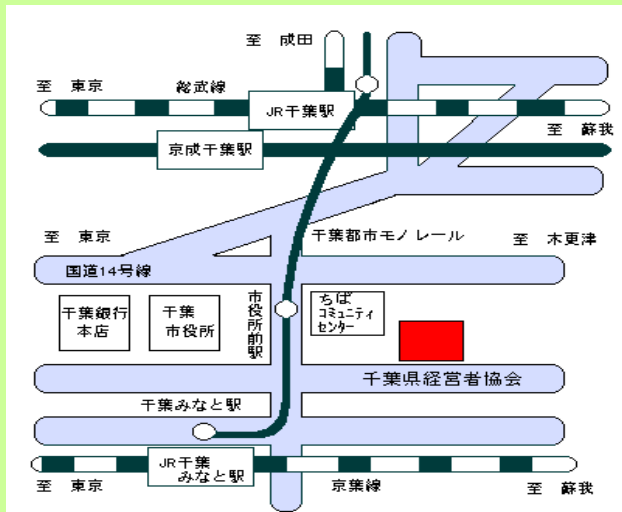 至 成田
至 東京
総武線
JR千葉駅
至 蘇我
京成千葉駅
千葉都市モノレール
至 東京
至 木更津
国道14号線
千葉銀行
本店
千葉
市役所
市役所前駅
ちば
コミュニティ
センター
千葉県経営者協会
千葉みなと駅
JR千葉
みなと駅
至 東京
京葉線
至 蘇我